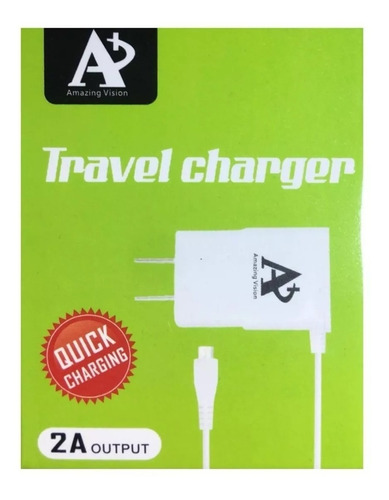 A+
Amazing Vision
Travel charger
A+
Amazing Vision
QUICK
CHARGING
2A OUTPUT